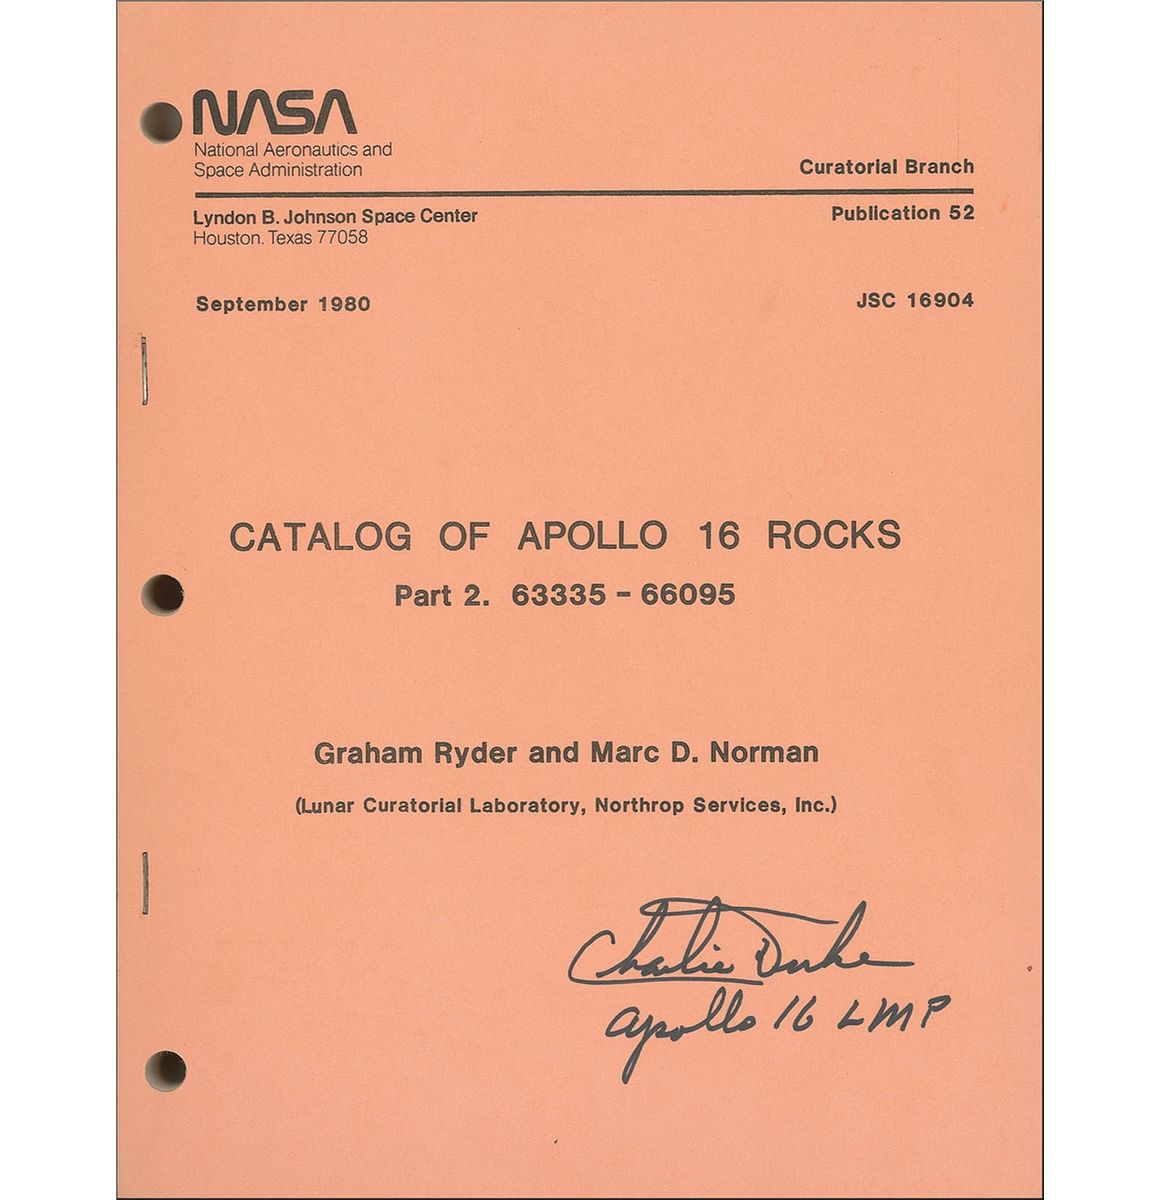 NASA
National Aeronautics and
Space Administration
Curatorial Branch
Lyndon B. Johnson Space Center
Houston. Texas 77058
Publication 52
September 1980
JSC 16904
CATALOG OF APOLLO 16 ROCKS
Part 2. 63335 - 66095
Graham Ryder and Marc D. Norman
(Lunar Curatorial Laboratory, Northrop Services, Inc.)
Charlie Duke
Apollo 16 LMP